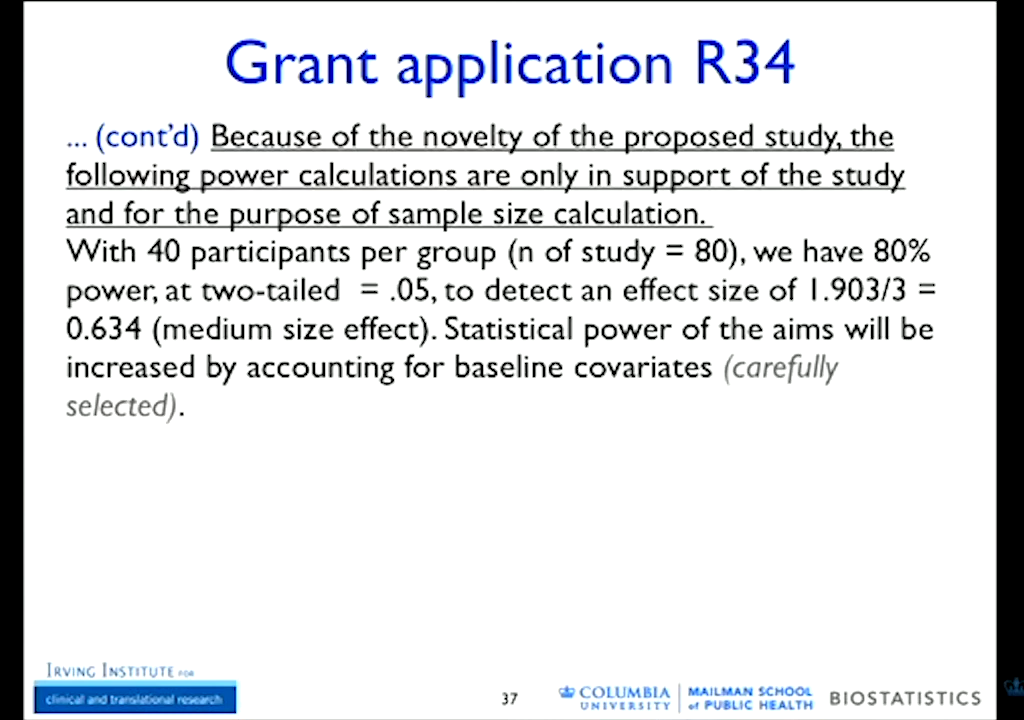 Grant application R34
... (cont'd) Because of the novelty of the proposed study, the
following power calculations are only in support of the study
and for the purpose of sample size calculation.
With 40 participants per group (n of study = 80), we have 80%
power, at two-tailed  = .05, to detect an effect size of 1.903/3 =
0.634 (medium size effect). Statistical power of the aims will be
increased by accounting for baseline covariates (carefully
selected).
IRVING INSTITUTE FOR
clinical and translational research
37
COLUMBIA
UNIVERSITY
MAILMAN SCHOOL
of PUBLIC HEALTH
BIOSTATISTICS